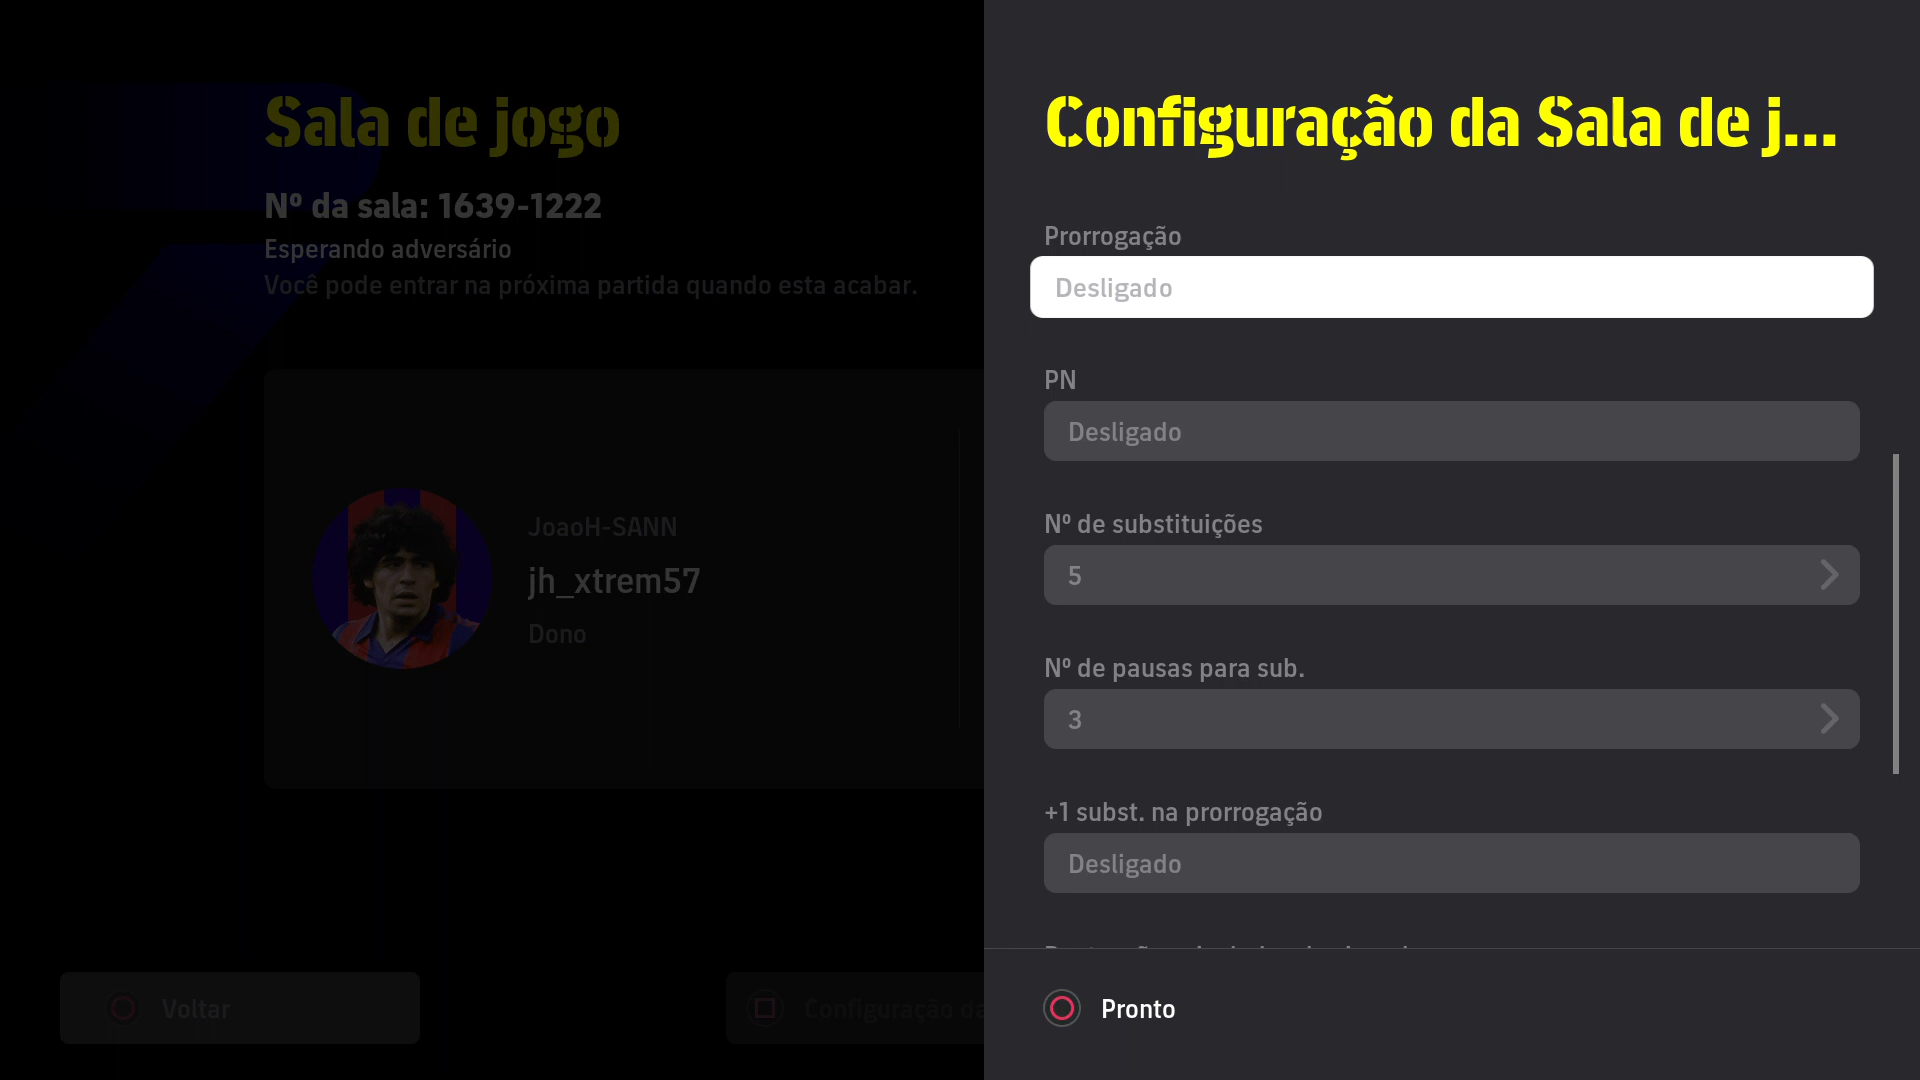 Sala de jogo
Nº da sala: 1639-1222
Esperando adversário
Você pode entrar na próxima partida quando esta acabar.
JoaoH-SANN
jh_xtrem57
Dono
Voltar
Configuração da
Configuração da Sala de j...
Prorrogação
Desligado
PN
Desligado
Nº de substituições
5
Nº de pausas para sub.
3
+1 subst. na prorrogação
Desligado
Pronto